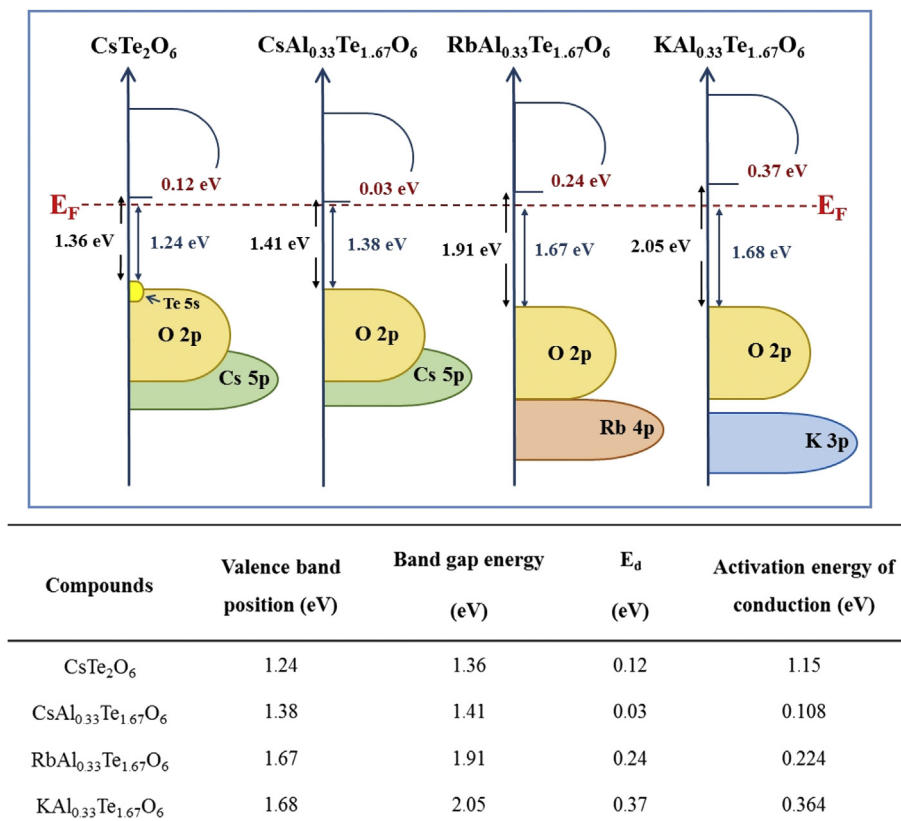 CsTe₂O₆ CsAl₀.₃₃Te₁.₆₇O₆ RbAl₀.₃₃Te₁.₆₇O₆ KAl₀.₃₃Te₁.₆₇O₆
0.12 eV 0.03 eV 0.24 eV 0.37 eV
E_F E_F
1.36 eV 1.24 eV 1.41 eV 1.38 eV 1.91 eV 1.67 eV 2.05 eV 1.68 eV
Te 5s
O 2p O 2p O 2p O 2p
Cs 5p Cs 5p Rb 4p K 3p
Compounds Valence band position (eV) Band gap energy (eV) E_d (eV) Activation energy of conduction (eV)
CsTe₂O₆ 1.24 1.36 0.12 1.15
CsAl₀.₃₃Te₁.₆₇O₆ 1.38 1.41 0.03 0.108
RbAl₀.₃₃Te₁.₆₇O₆ 1.67 1.91 0.24 0.224
KAl₀.₃₃Te₁.₆₇O₆ 1.68 2.05 0.37 0.364